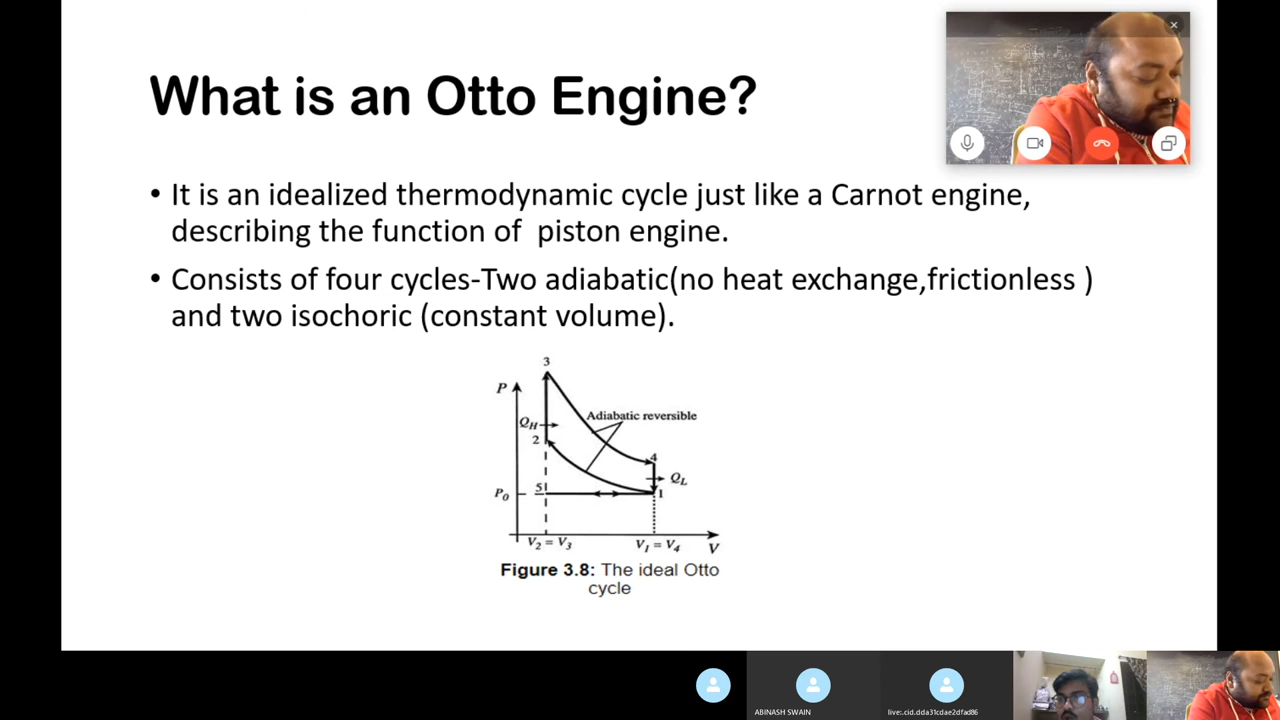 What is an Otto Engine?
• It is an idealized thermodynamic cycle just like a Carnot engine,
describing the function of piston engine.
• Consists of four cycles-Two adiabatic(no heat exchange,frictionless )
and two isochoric (constant volume).
3
P
Adiabatic reversible
QH
2
4
QL
P0
5
1
V2 = V3
V1 = V4
V
Figure 3.8: The ideal Otto
cycle
ABINASH SWAIN
live:.cid.dda31cdae2dfad86